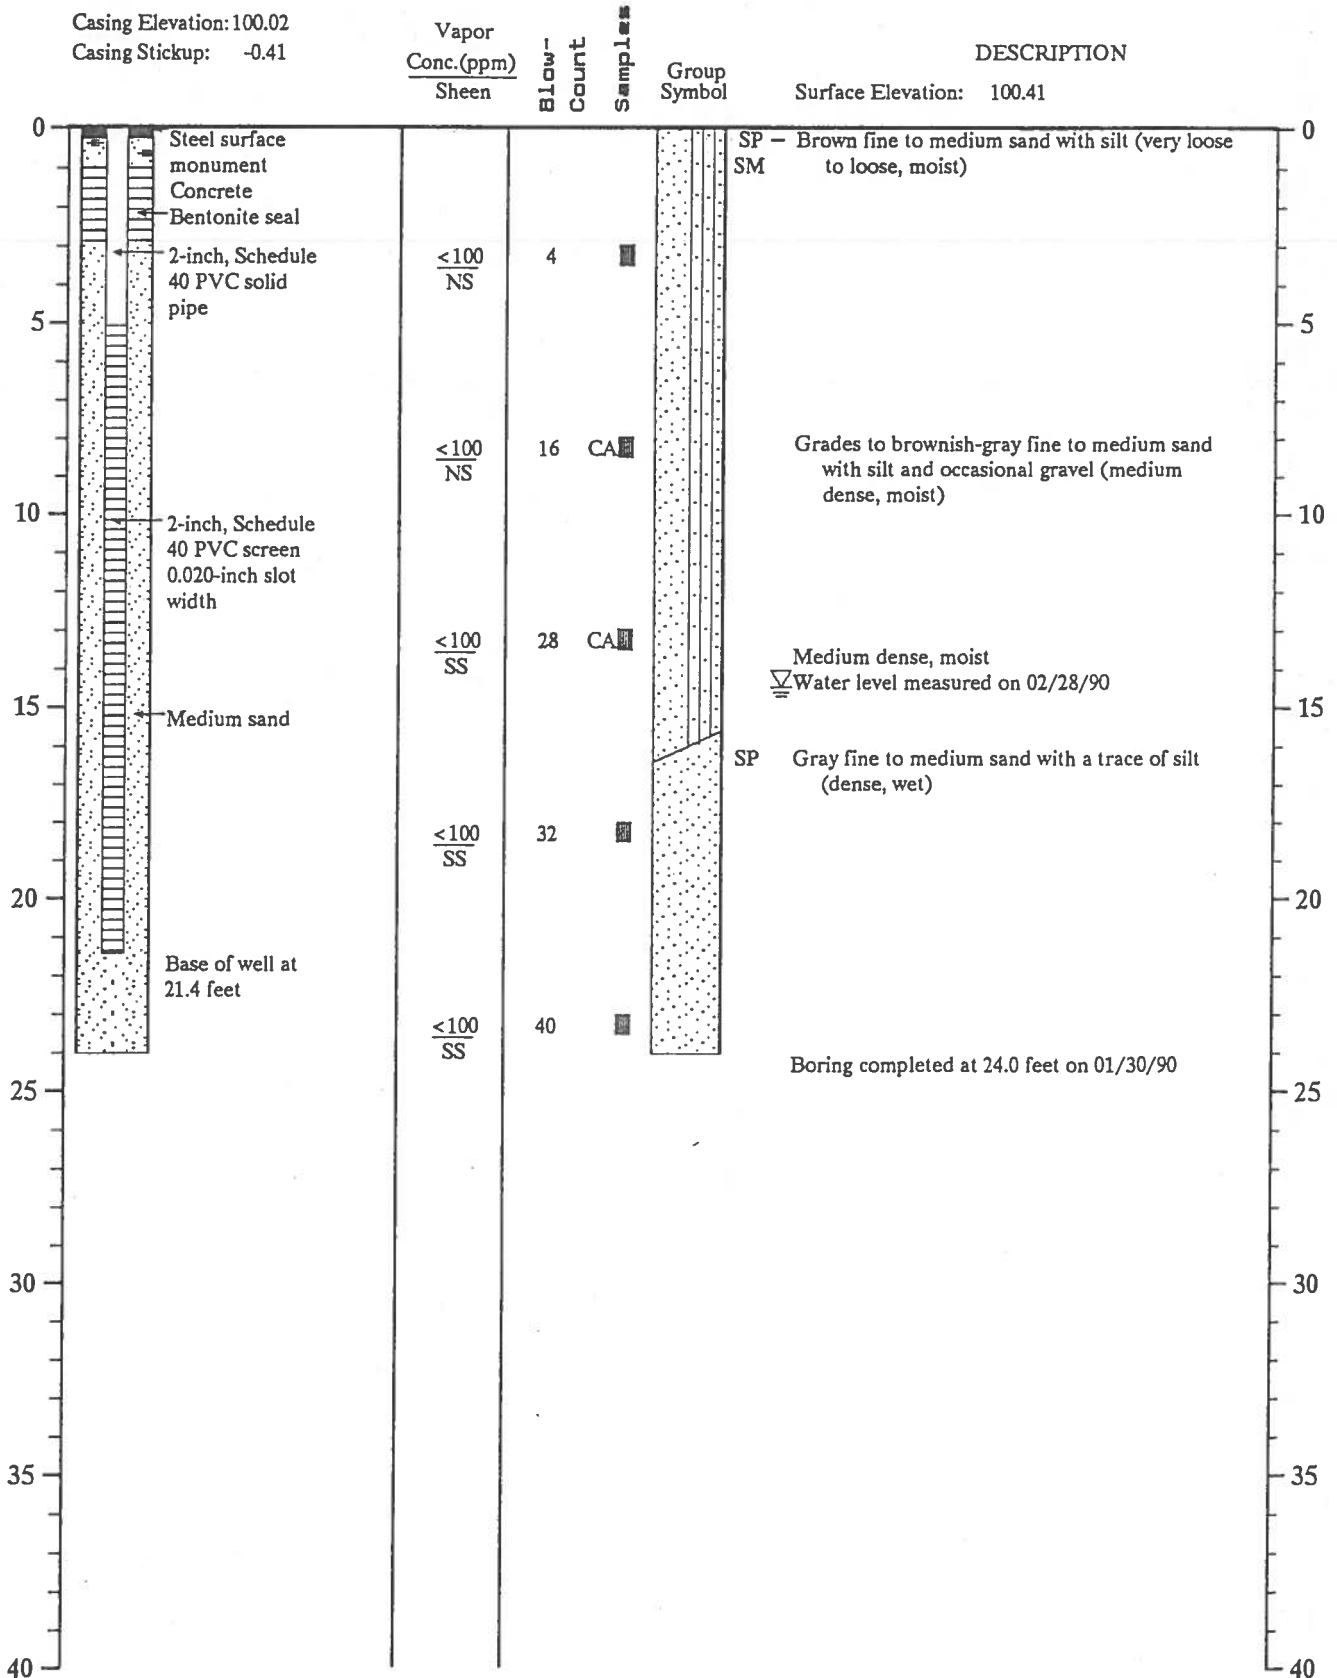 Casing Elevation: 100.02
Casing Stickup: -0.41
Vapor
Conc.(ppm)
Sheen
Blow-
Count
Samples
Group
Symbol
DESCRIPTION
Surface Elevation: 100.41
0
Steel surface
monument
Concrete
Bentonite seal
2-inch, Schedule
40 PVC solid
pipe
SP – Brown fine to medium sand with silt (very loose
SM to loose, moist)
0
<100
NS
4
5
5
<100
NS
16 CA
Grades to brownish-gray fine to medium sand
with silt and occasional gravel (medium
dense, moist)
10
2-inch, Schedule
40 PVC screen
0.020-inch slot
width
10
<100
SS
28 CA
Medium dense, moist
Water level measured on 02/28/90
15
Medium sand
15
SP Gray fine to medium sand with a trace of silt
(dense, wet)
<100
SS
32
20
20
Base of well at
21.4 feet
<100
SS
40
Boring completed at 24.0 feet on 01/30/90
25
25
30
30
35
35
40
40